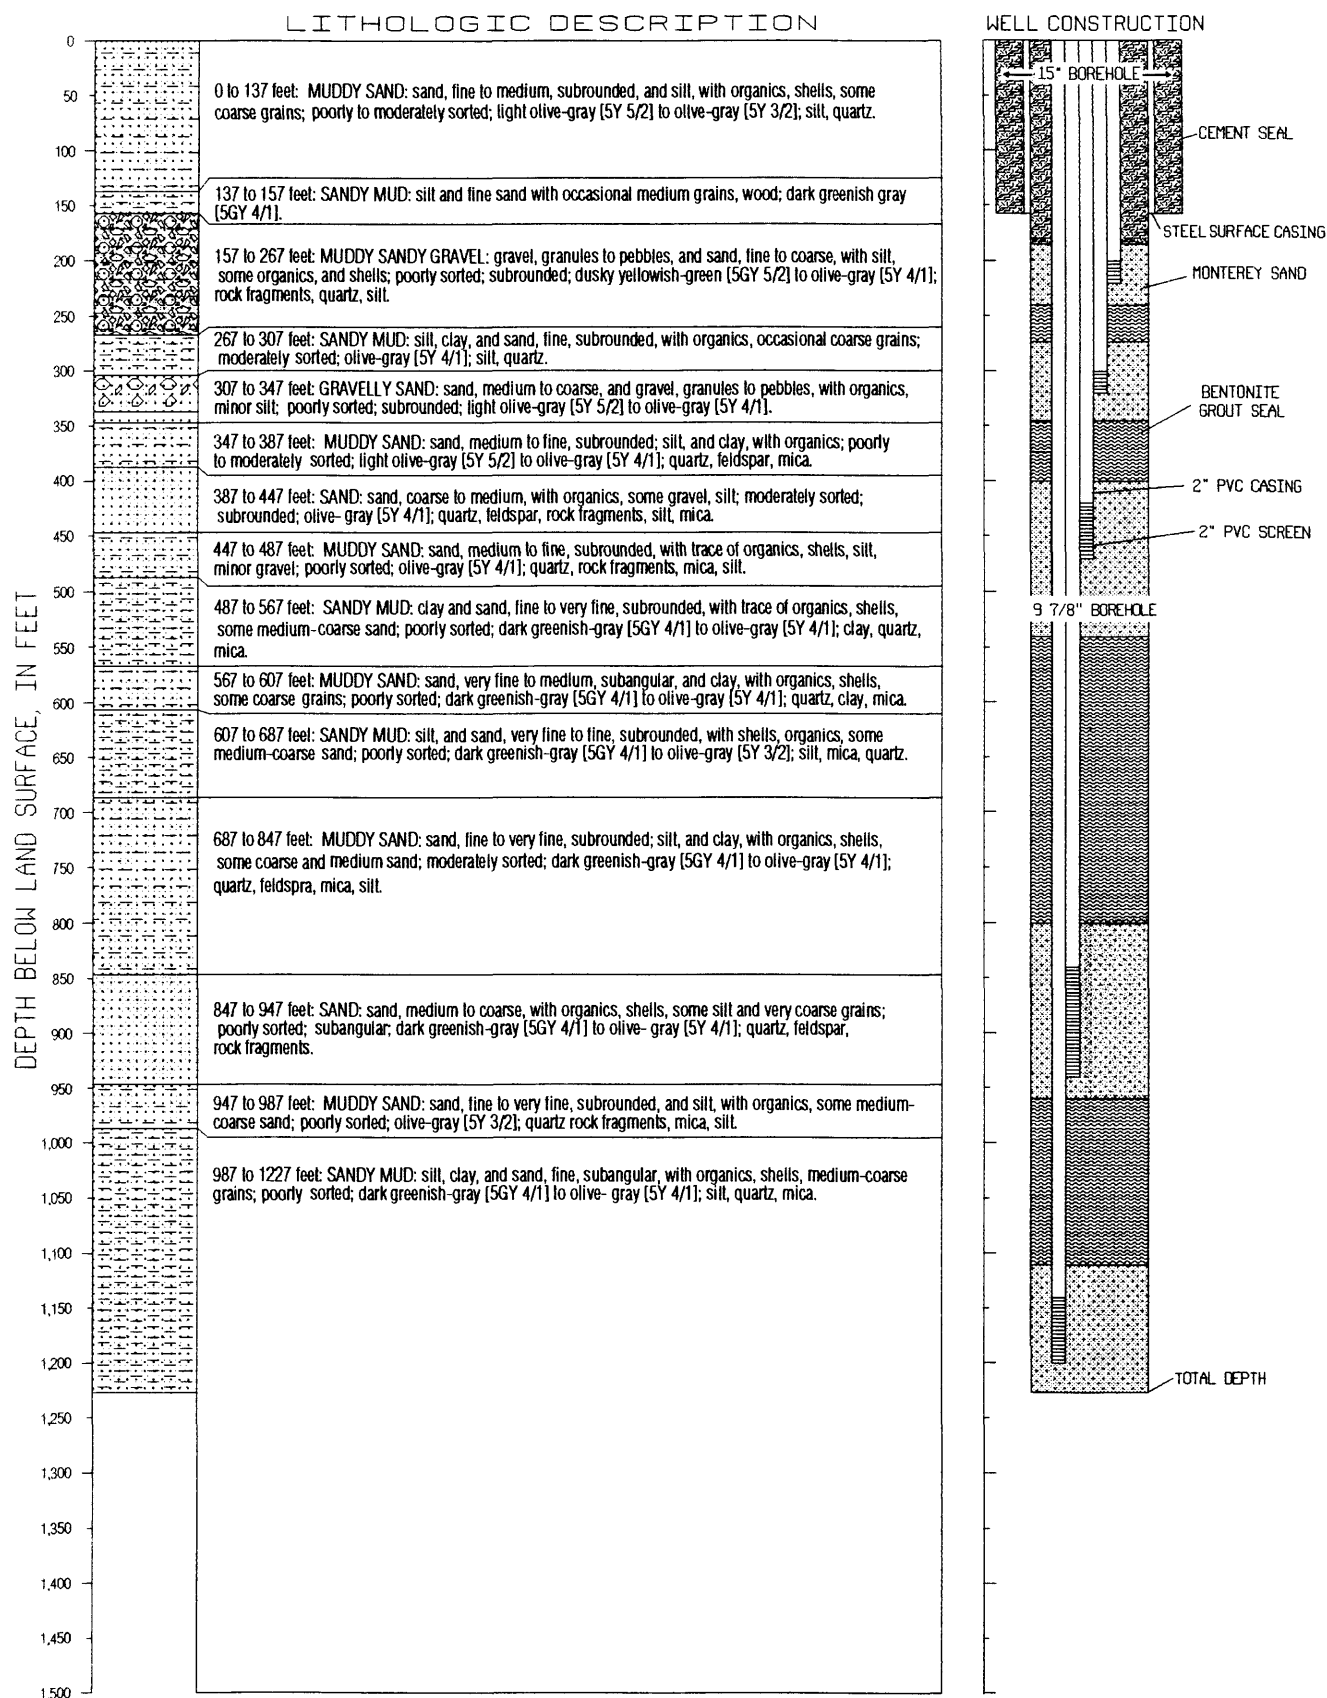 LITHOLOGIC DESCRIPTION
WELL CONSTRUCTION
DEPTH BELOW LAND SURFACE, IN FEET
0
50
100
150
200
250
300
350
400
450
500
550
600
650
700
750
800
850
900
950
1,000
1,050
1,100
1,150
1,200
1,250
1,300
1,350
1,400
1,450
1,500
0 to 137 feet: MUDDY SAND: sand, fine to medium, subrounded, and silt, with organics, shells, some
coarse grains; poorly to moderately sorted; light olive-gray [5Y 5/2] to olive-gray [5Y 3/2]; silt, quartz.
137 to 157 feet: SANDY MUD: silt and fine sand with occasional medium grains, wood; dark greenish gray
[5GY 4/1].
157 to 267 feet: MUDDY SANDY GRAVEL: gravel, granules to pebbles, and sand, fine to coarse, with silt,
some organics, and shells; poorly sorted; subrounded; dusky yellowish-green [5GY 5/2] to olive-gray [5Y 4/1];
rock fragments, quartz, silt.
267 to 307 feet: SANDY MUD: silt, clay, and sand, fine, subrounded, with organics, occasional coarse grains;
moderately sorted; olive-gray [5Y 4/1]; silt, quartz.
307 to 347 feet: GRAVELLY SAND: sand, medium to coarse, and gravel, granules to pebbles, with organics,
minor silt; poorly sorted; subrounded; light olive-gray [5Y 5/2] to olive-gray [5Y 4/1].
347 to 387 feet: MUDDY SAND: sand, medium to fine, subrounded; silt, and clay, with organics; poorly
to moderately sorted; light olive-gray [5Y 5/2] to olive-gray [5Y 4/1]; quartz, feldspar, mica.
387 to 447 feet: SAND: sand, coarse to medium, with organics, some gravel, silt; moderately sorted;
subrounded; olive- gray [5Y 4/1]; quartz, feldspar, rock fragments, silt, mica.
447 to 487 feet: MUDDY SAND: sand, medium to fine, subrounded, with trace of organics, shells, silt,
minor gravel; poorly sorted; olive-gray [5Y 4/1]; quartz, rock fragments, mica, silt.
487 to 567 feet: SANDY MUD: clay and sand, fine to very fine, subrounded, with trace of organics, shells,
some medium-coarse sand; poorly sorted; dark greenish-gray [5GY 4/1] to olive-gray [5Y 4/1]; clay, quartz,
mica.
567 to 607 feet: MUDDY SAND: sand, very fine to medium, subangular, and clay, with organics, shells,
some coarse grains; poorly sorted; dark greenish-gray [5GY 4/1] to olive-gray [5Y 4/1]; quartz, clay, mica.
607 to 687 feet: SANDY MUD: silt, and sand, very fine to fine, subrounded, with shells, organics, some
medium-coarse sand; poorly sorted; dark greenish-gray [5GY 4/1] to olive-gray [5Y 3/2]; silt, mica, quartz.
687 to 847 feet: MUDDY SAND: sand, fine to very fine, subrounded; silt, and clay, with organics, shells,
some coarse and medium sand; moderately sorted; dark greenish-gray [5GY 4/1] to olive-gray [5Y 4/1];
quartz, feldspra, mica, silt.
847 to 947 feet: SAND: sand, medium to coarse, with organics, shells, some silt and very coarse grains;
poorly sorted; subangular; dark greenish-gray [5GY 4/1] to olive- gray [5Y 4/1]; quartz, feldspar,
rock fragments.
947 to 987 feet: MUDDY SAND: sand, fine to very fine, subrounded, and silt, with organics, some medium-
coarse sand; poorly sorted; olive-gray [5Y 3/2]; quartz rock fragments, mica, silt.
987 to 1227 feet: SANDY MUD: silt, clay, and sand, fine, subangular, with organics, shells, medium-coarse
grains; poorly sorted; dark greenish-gray [5GY 4/1] to olive- gray [5Y 4/1]; silt, quartz, mica.
15" BOREHOLE
CEMENT SEAL
STEEL SURFACE CASING
MONTEREY SAND
BENTONITE
GROUT SEAL
2" PVC CASING
2" PVC SCREEN
9 7/8" BOREHOLE
TOTAL DEPTH